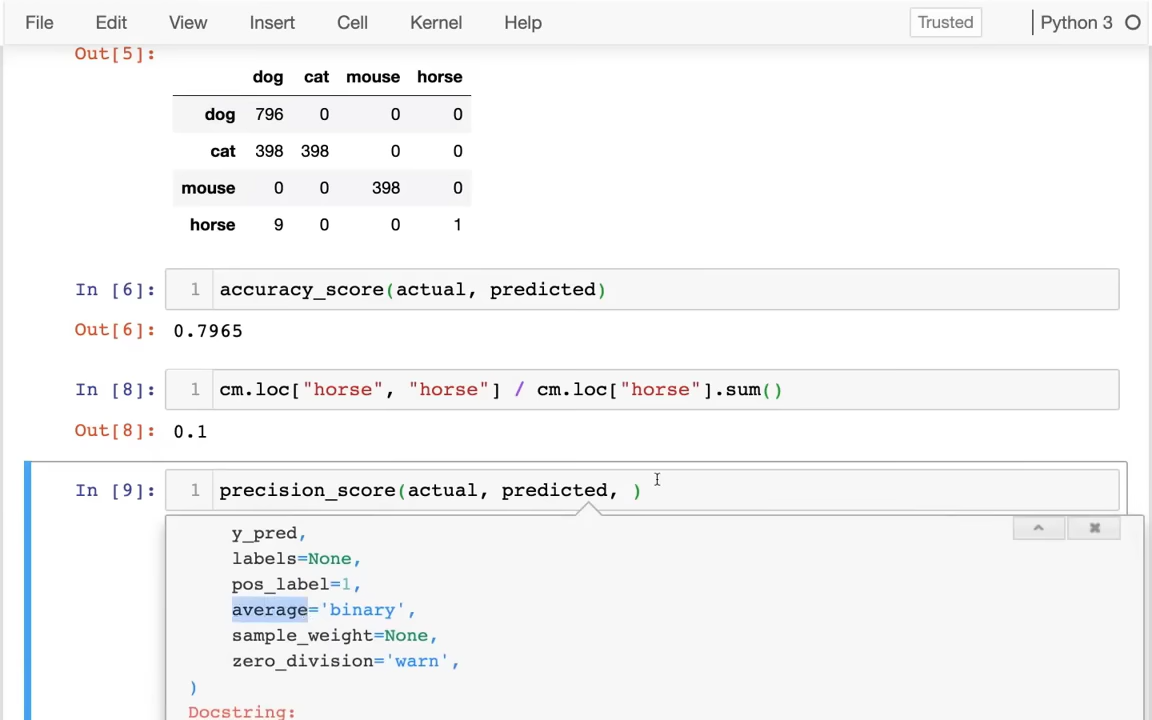 File Edit View Insert Cell Kernel Help Trusted Python 3
Out[5]:
dog cat mouse horse
dog 796 0 0 0
cat 398 398 0 0
mouse 0 0 398 0
horse 9 0 0 1
In [6]: 1 accuracy_score(actual, predicted)
Out[6]: 0.7965
In [8]: 1 cm.loc["horse", "horse"] / cm.loc["horse"].sum()
Out[8]: 0.1
In [9]: 1 precision_score(actual, predicted, )
y_pred,
labels=None,
pos_label=1,
average='binary',
sample_weight=None,
zero_division='warn',
)
Docstring: